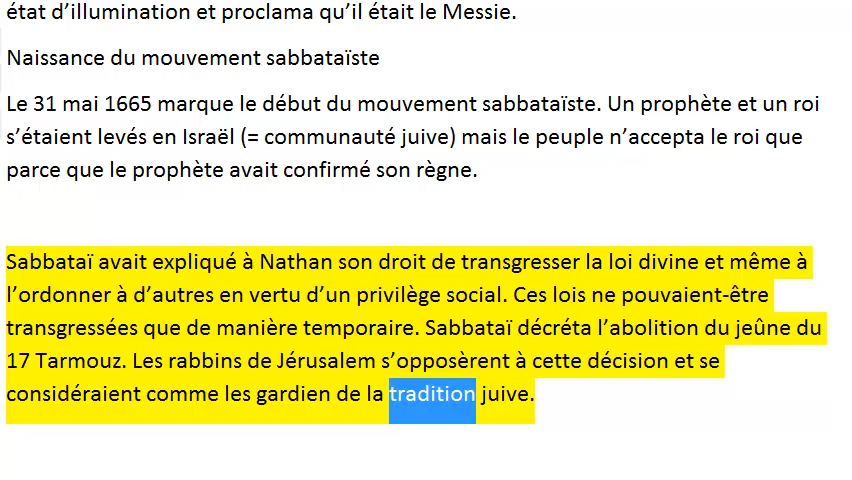 état d’illumination et proclama qu’il était le Messie.
Naissance du mouvement sabbataïste
Le 31 mai 1665 marque le début du mouvement sabbataïste. Un prophète et un roi
s’étaient levés en Israël (= communauté juive) mais le peuple n’accepta le roi que
parce que le prophète avait confirmé son règne.
Sabbataï avait expliqué à Nathan son droit de transgresser la loi divine et même à
l’ordonner à d’autres en vertu d’un privilège social. Ces lois ne pouvaient-être
transgressées que de manière temporaire. Sabbataï décréta l’abolition du jeûne du
17 Tarmouz. Les rabbins de Jérusalem s’opposèrent à cette décision et se
considéraient comme les gardien de la tradition juive.